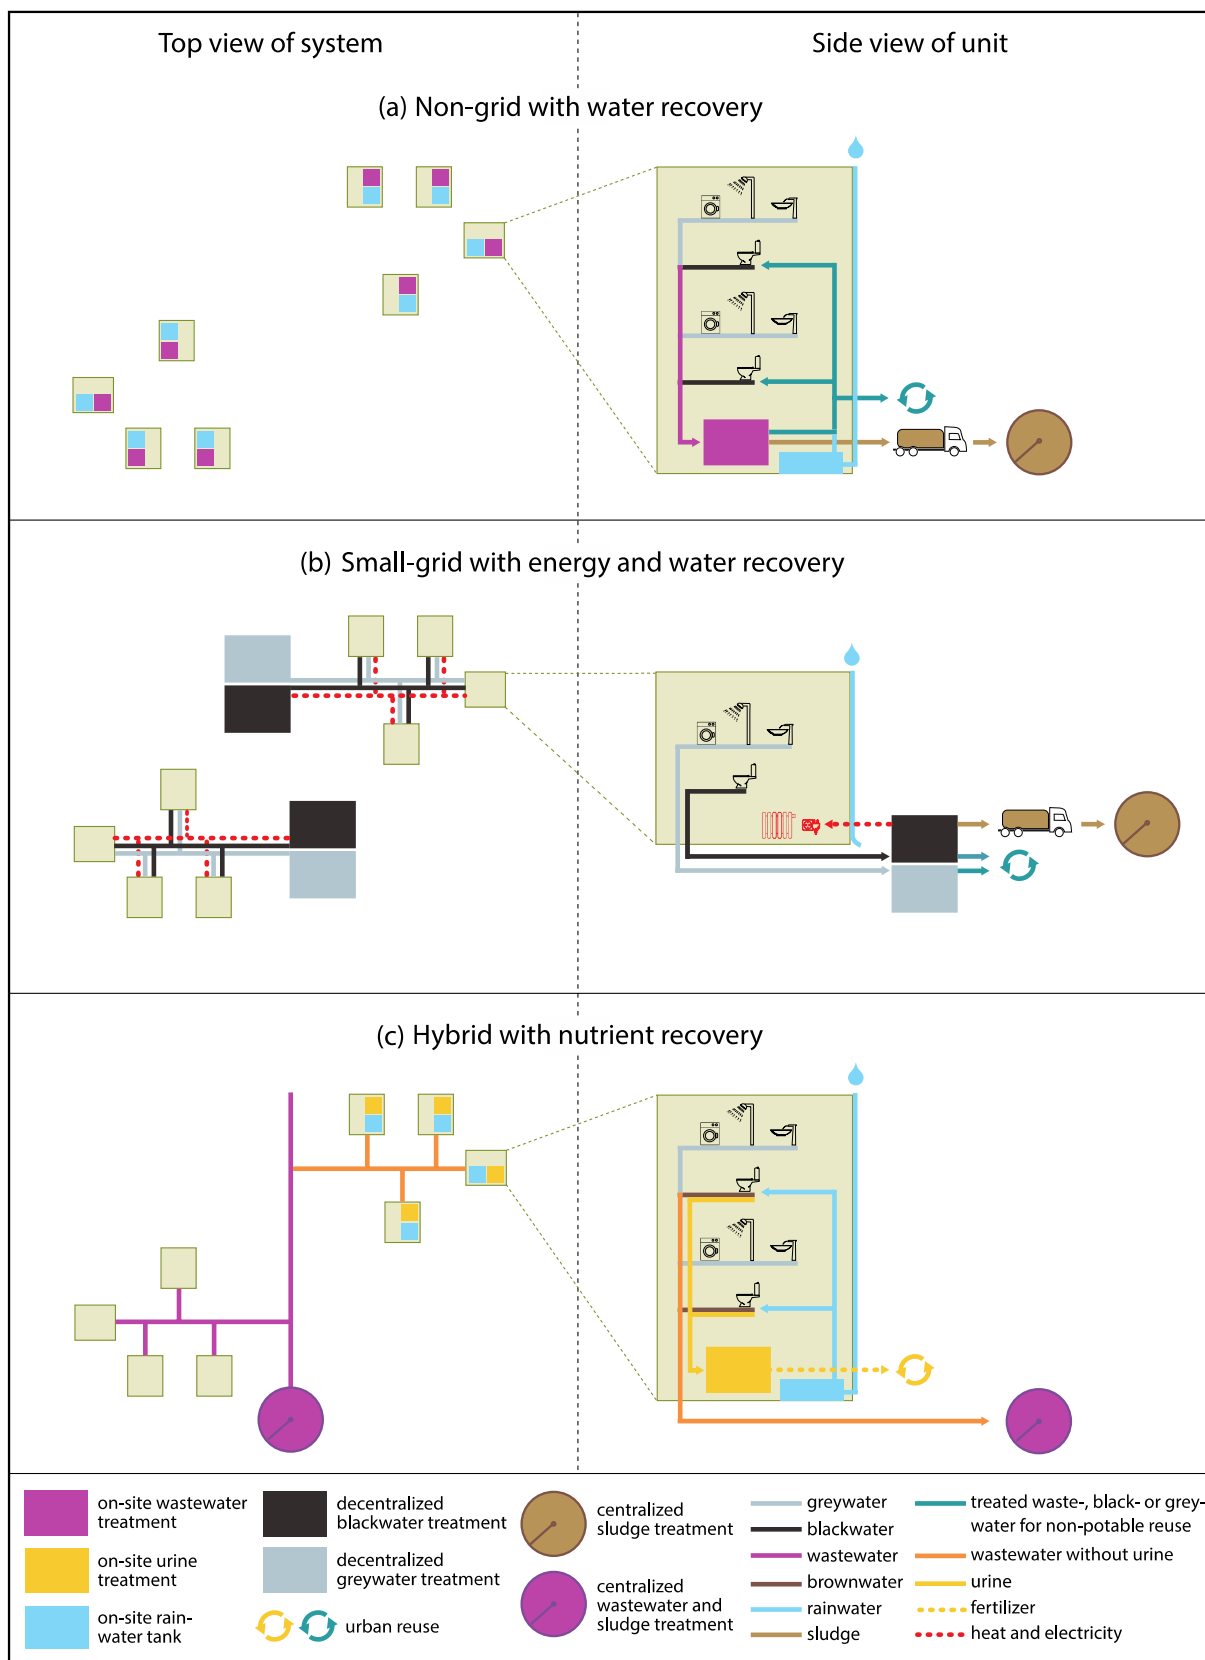 Top view of system
Side view of unit
(a) Non-grid with water recovery
(b) Small-grid with energy and water recovery
(c) Hybrid with nutrient recovery
on-site wastewater
treatment
on-site urine
treatment
on-site rain-
water tank
decentralized
blackwater treatment
decentralized
greywater treatment
urban reuse
centralized
sludge treatment
centralized
wastewater and
sludge treatment
greywater
blackwater
wastewater
brownwater
rainwater
sludge
treated waste-, black- or grey-
water for non-potable reuse
wastewater without urine
urine
fertilizer
heat and electricity